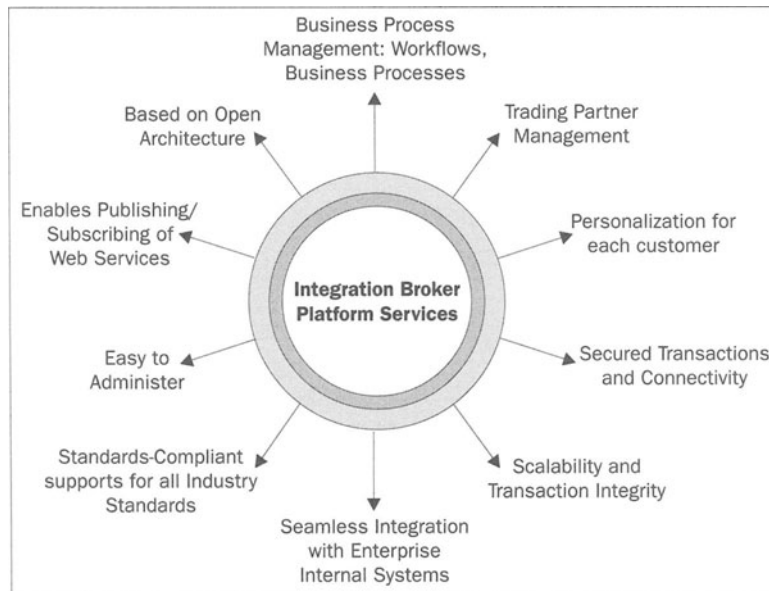 Business Process
Management: Workflows,
Business Processes
Based on Open
Architecture
Trading Partner
Management
Enables Publishing/
Subscribing of
Web Services
Personalization for
each customer
Integration Broker
Platform Services
Easy to
Administer
Secured Transactions
and Connectivity
Standards-Compliant
supports for all Industry
Standards
Scalability and
Transaction Integrity
Seamless Integration
with Enterprise
Internal Systems